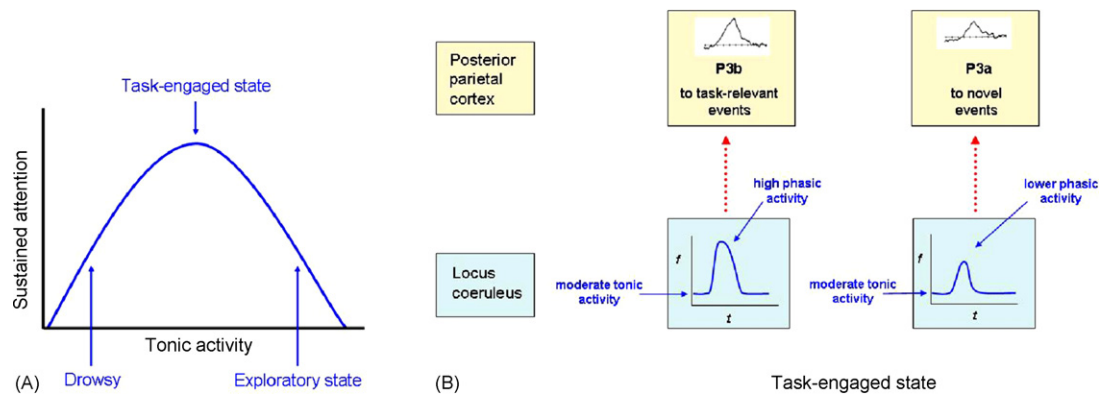 Task-engaged state
Sustained attention
Tonic activity
Drowsy
Exploratory state
(A)
Posterior
parietal
cortex
P3b
to task-relevant
events
P3a
to novel
events
high phasic
activity
lower phasic
activity
Locus
coeruleus
moderate tonic
activity
f
t
moderate tonic
activity
f
t
(B)
Task-engaged state